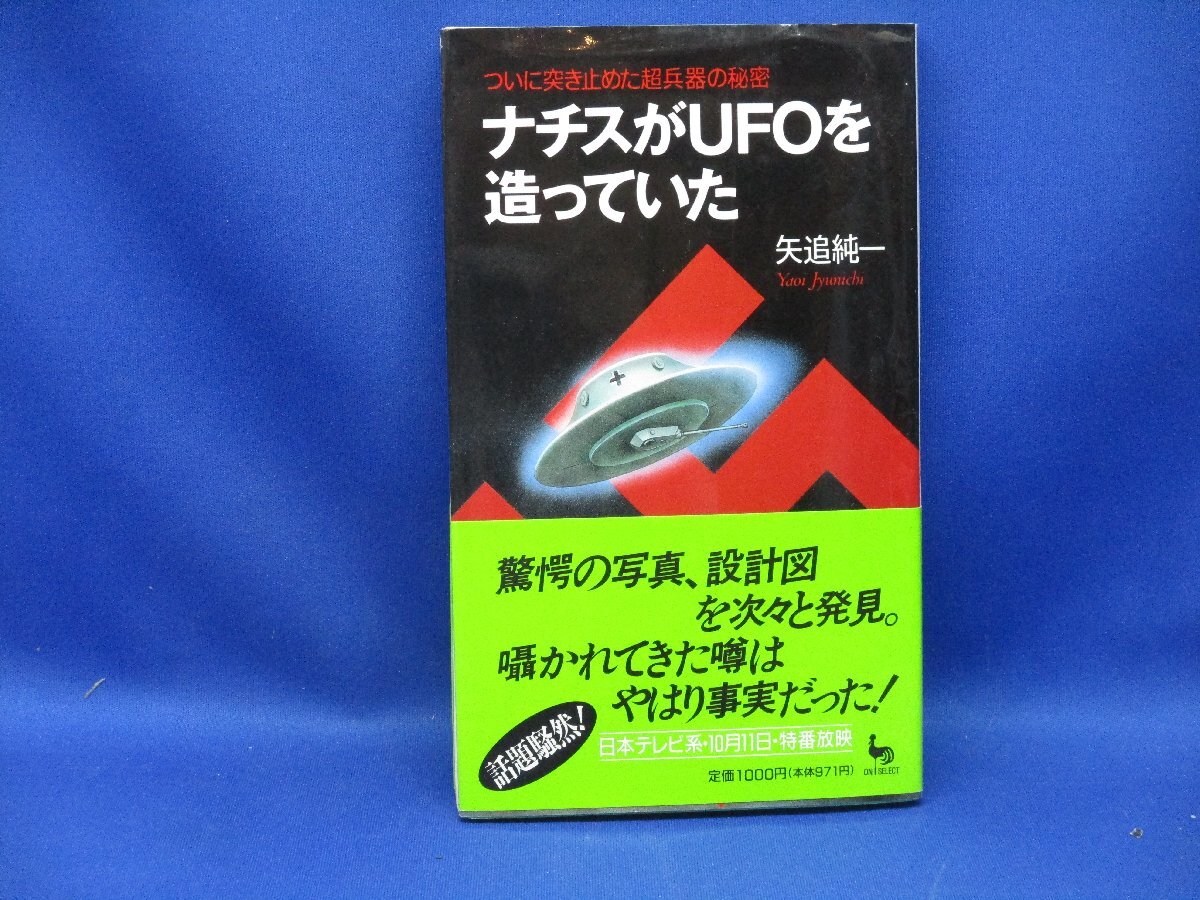 ついに突き止めた超兵器の秘密
ナチスがUFOを
造っていた
矢追純一
Yaoi Jyunichi
驚愕の写真、設計図
を次々と発見。
囁かれてきた噂は
やはり事実だった!
話題騒然!
日本テレビ系・10月11日・特番放映
定価1000円(本体971円)
ON SELECT